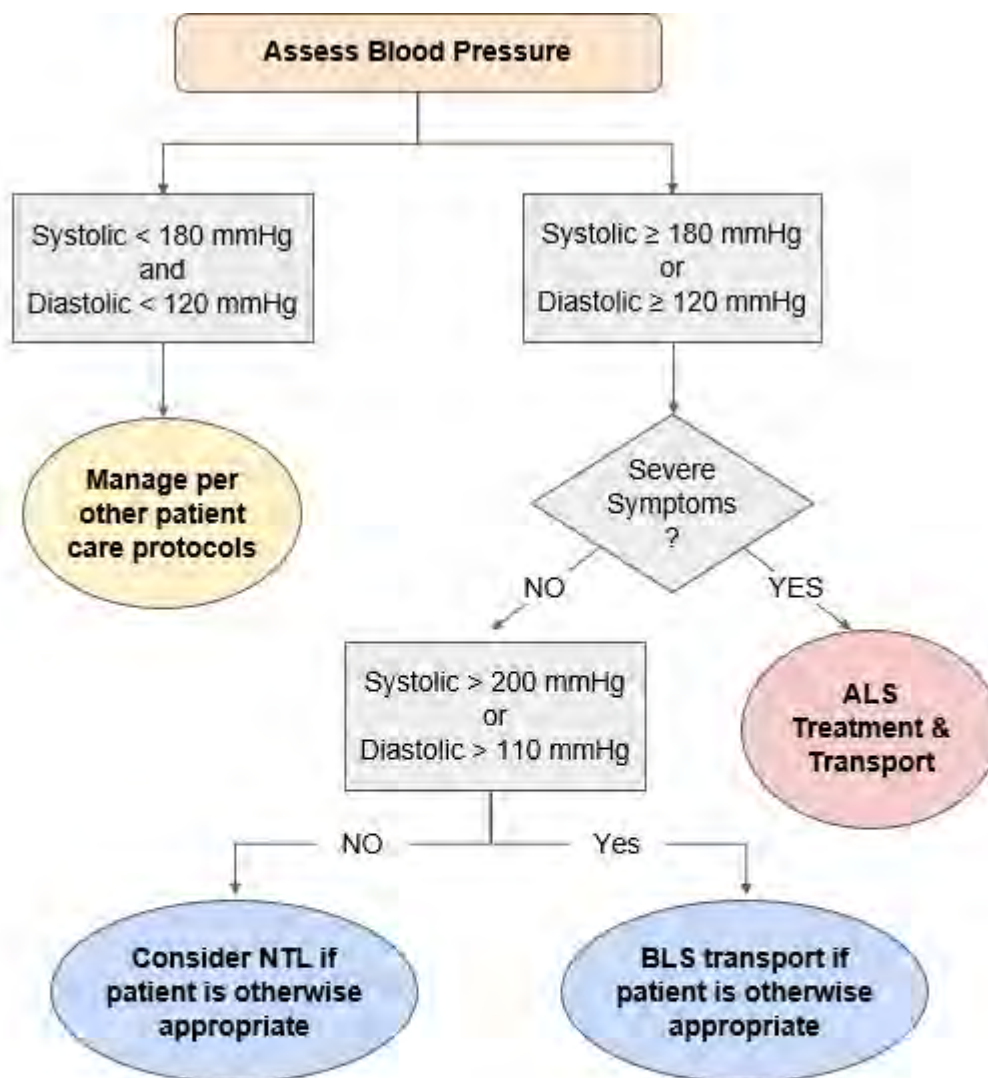 Assess Blood Pressure
Systolic < 180 mmHg
and
Diastolic < 120 mmHg
Systolic ≥ 180 mmHg
or
Diastolic ≥ 120 mmHg
Manage per
other patient
care protocols
Severe
Symptoms
?
NO
YES
Systolic > 200 mmHg
or
Diastolic > 110 mmHg
ALS
Treatment &
Transport
NO
Yes
Consider NTL if
patient is otherwise
appropriate
BLS transport if
patient is otherwise
appropriate